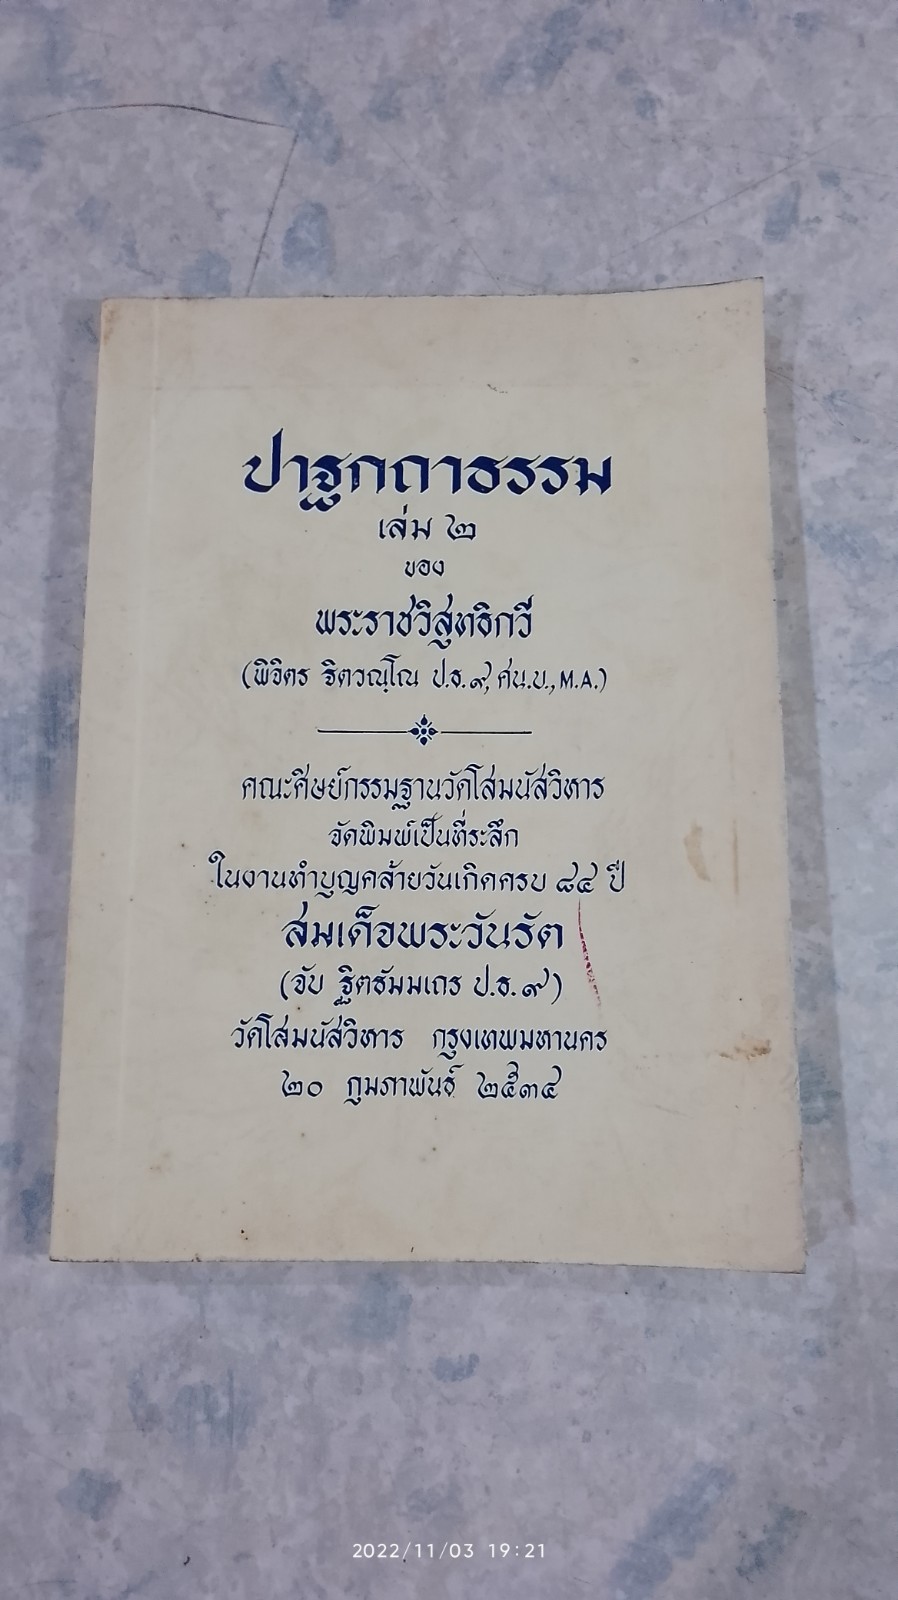 ปาฐกถาธรรม
เล่ม ๒
ของ
พระราชวิสุทธิกวี
(พิจิตร ฐิตวณฺโณ ป.ธ.๙, ศน.บ., M.A.)
คณะศิษย์กรรมฐานวัดโสมนัสวิหาร
จัดพิมพ์เป็นที่ระลึก
ในงานทำบุญคล้ายวันเกิดครบ ๘๔ ปี
สมเด็จพระวันรัต
(จับ ฐิตธัมมเถร ป.ธ.๙)
วัดโสมนัสวิหาร กรุงเทพมหานคร
๒๐ กุมภาพันธ์ ๒๕๓๔
2022/11/03 19:21